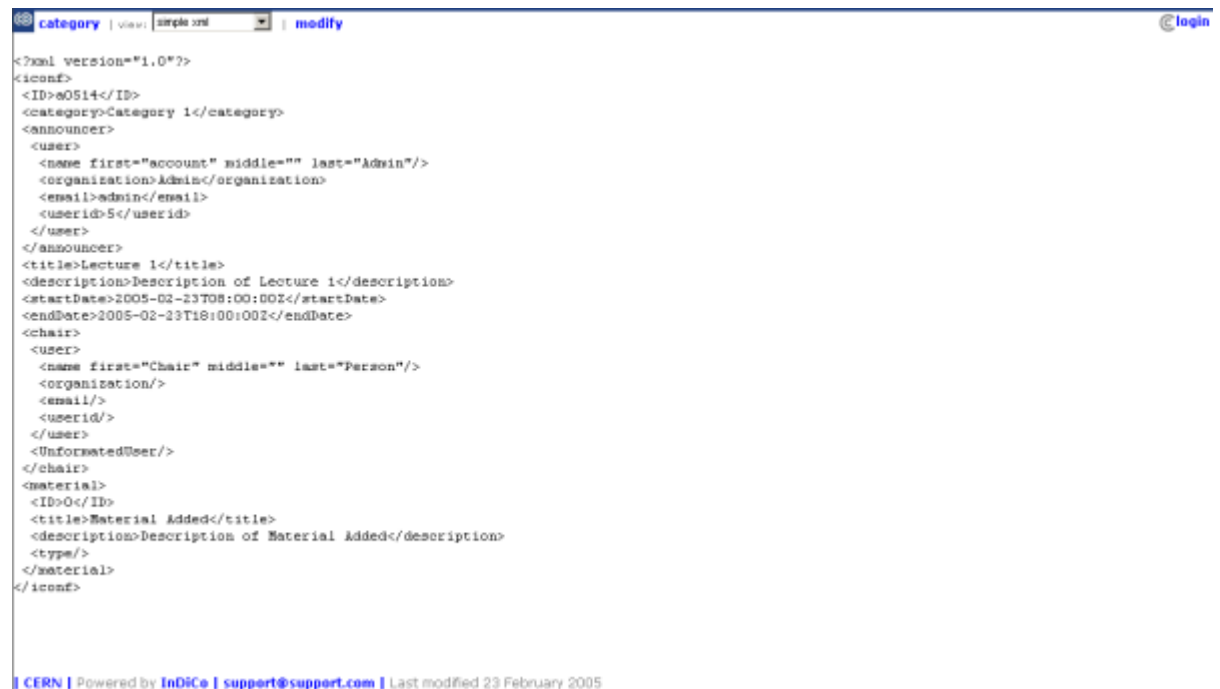 category | view: simple xml | modify login
<?xml version="1.0"?>
<iconf>
<ID>a0514</ID>
<category>Category 1</category>
<announcer>
<user>
<name first="account" middle="" last="Admin"/>
<organization>Admin</organization>
<email>admin</email>
<userid>5</userid>
</user>
</announcer>
<title>Lecture 1</title>
<description>Description of Lecture 1</description>
<startDate>2005-02-23T08:00:00Z</startDate>
<endDate>2005-02-23T18:00:00Z</endDate>
<chair>
<user>
<name first="Chair" middle="" last="Person"/>
<organization/>
<email/>
<userid/>
</user>
<UnformatedUser/>
</chair>
<material>
<ID>0</ID>
<title>Material Added</title>
<description>Description of Material Added</description>
<type/>
</material>
</iconf>
| CERN | Powered by InDiCo | support@support.com | Last modified 23 February 2005